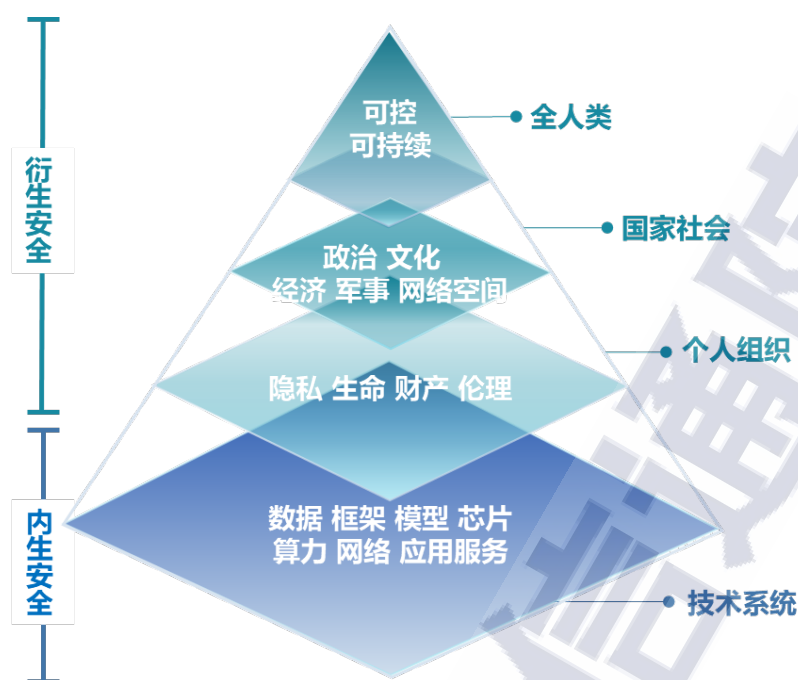 可控
可持续
全人类
衍生安全
政治 文化
经济 军事 网络空间
国家社会
隐私 生命 财产 伦理
个人组织
内生安全
数据 框架 模型 芯片
算力 网络 应用服务
技术系统
信通院